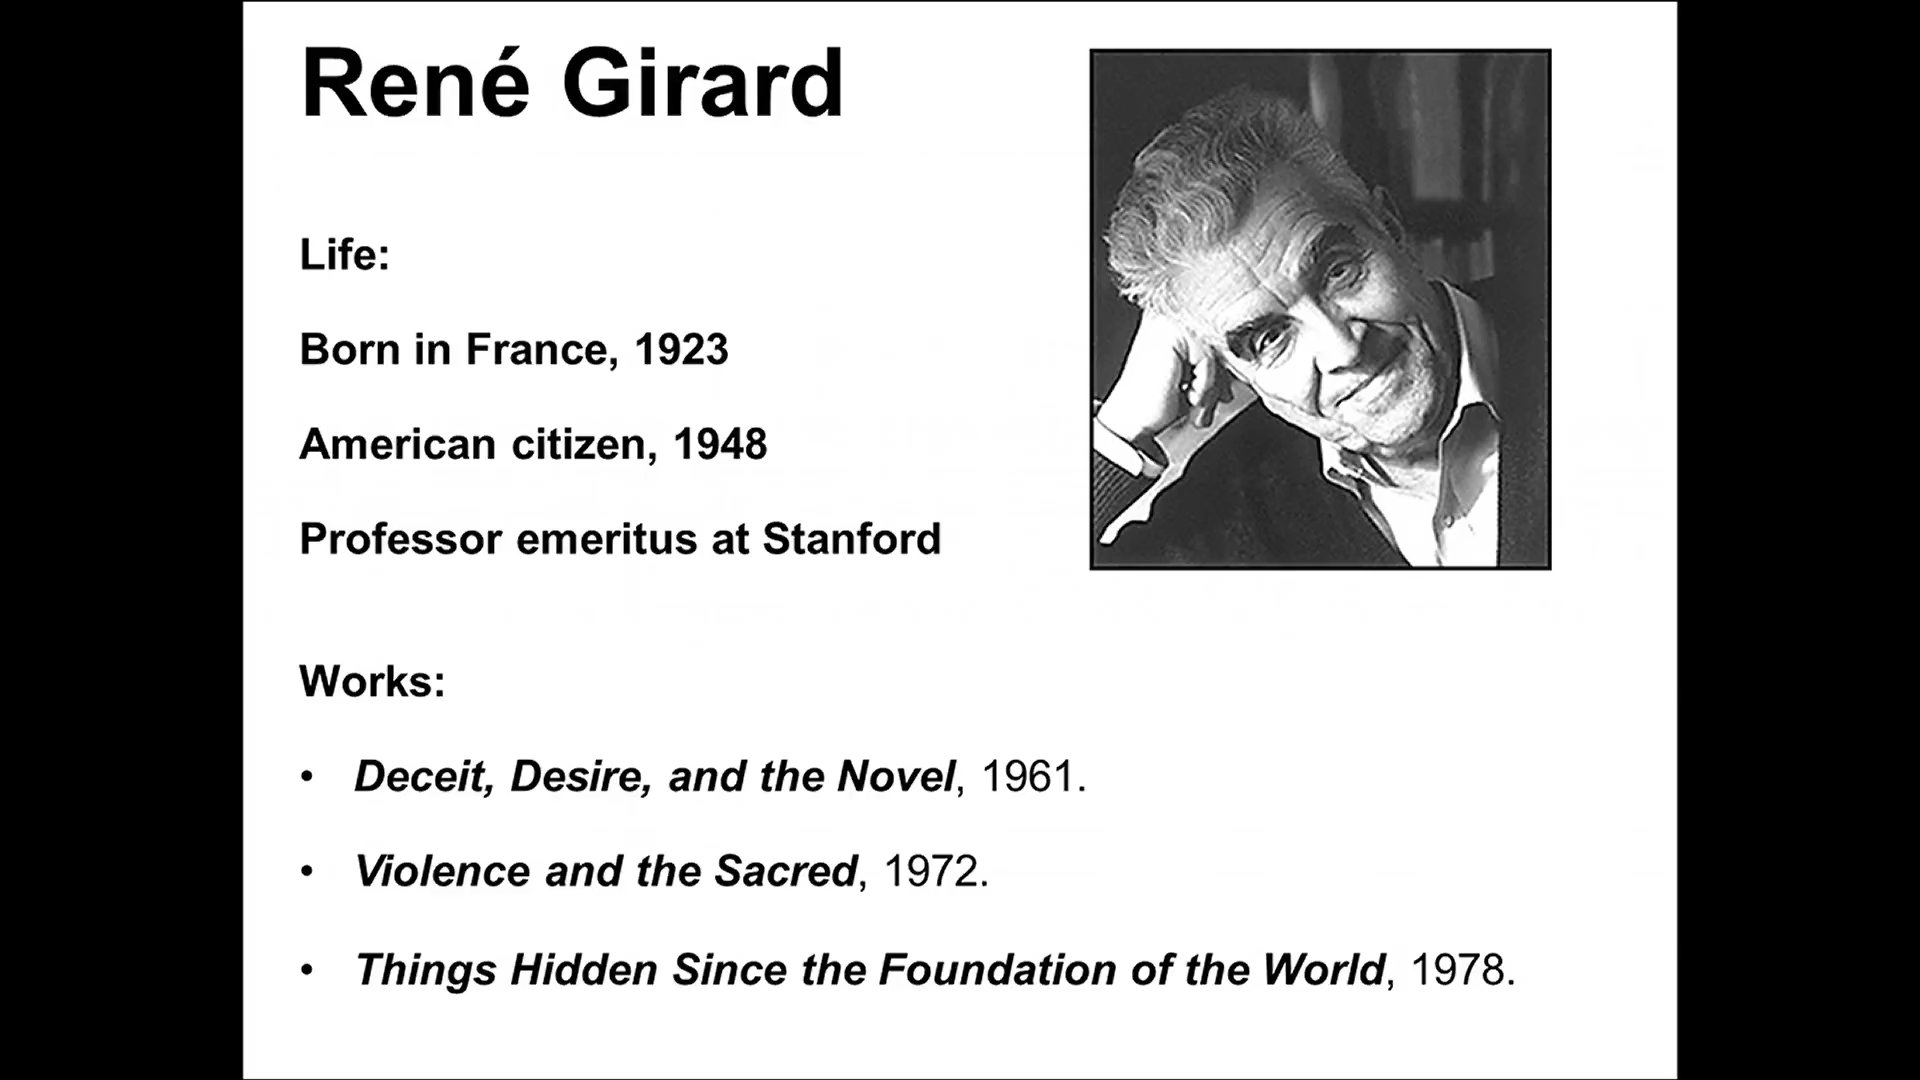 René Girard
Life:
Born in France, 1923
American citizen, 1948
Professor emeritus at Stanford
Works:
• Deceit, Desire, and the Novel, 1961.
• Violence and the Sacred, 1972.
• Things Hidden Since the Foundation of the World, 1978.